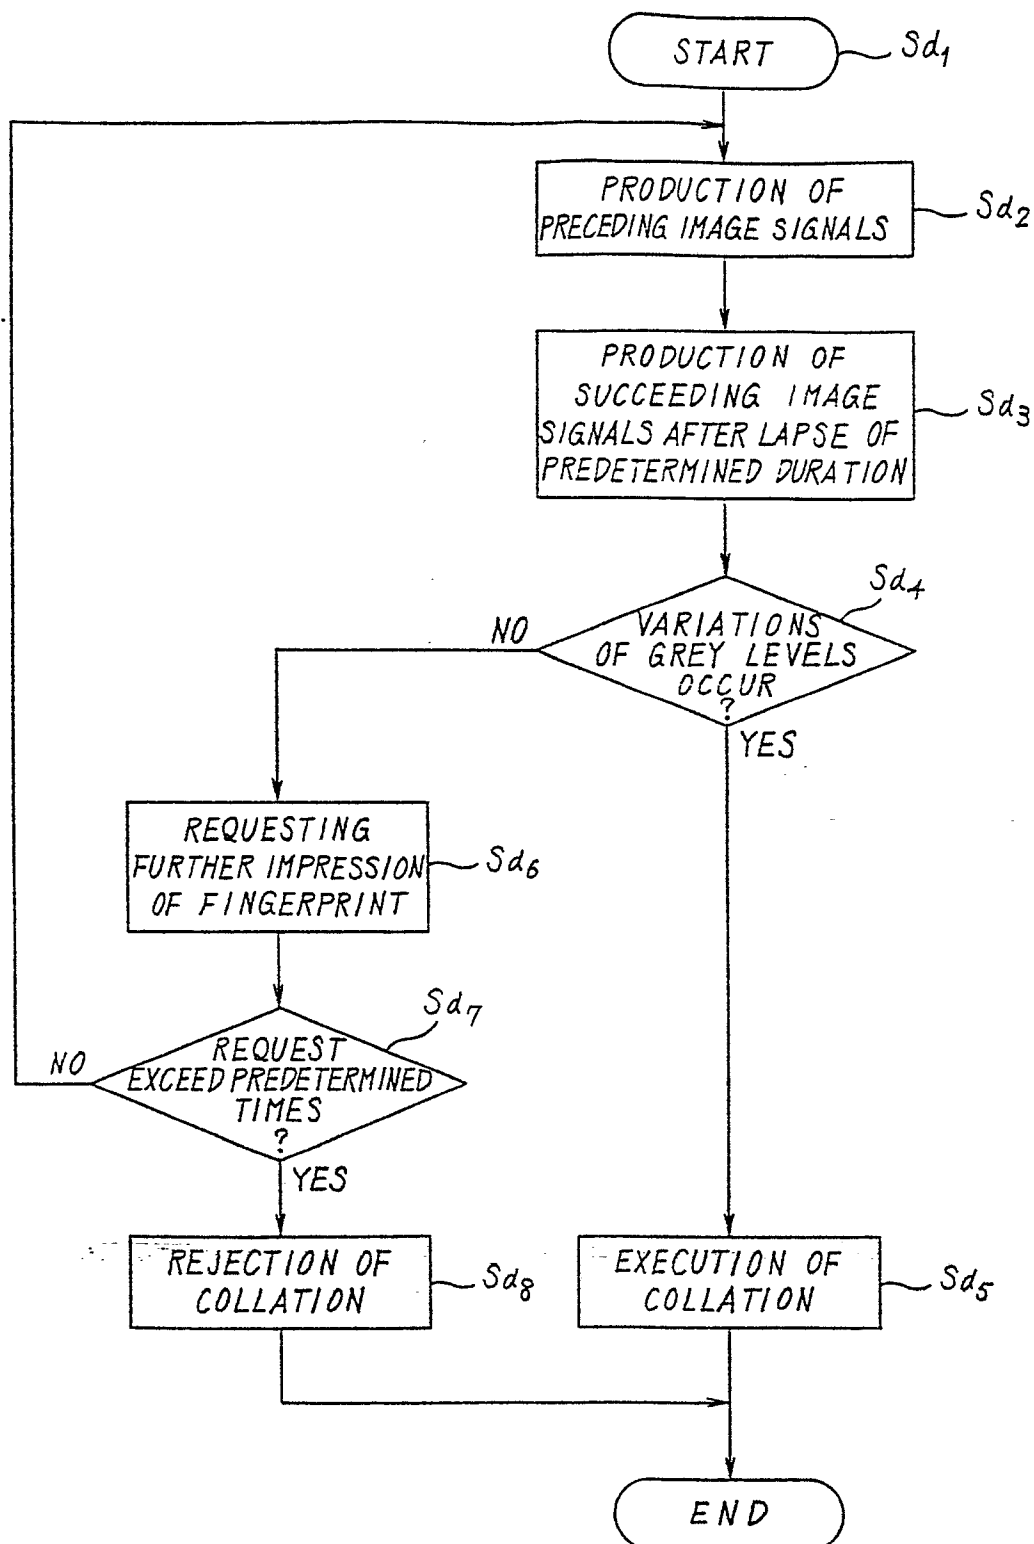 START
Sd1
PRODUCTION OF
PRECEDING IMAGE SIGNALS
Sd2
PRODUCTION OF
SUCCEEDING IMAGE
SIGNALS AFTER LAPSE OF
PREDETERMINED DURATION
Sd3
Sd4
VARIATIONS
OF GREY LEVELS
OCCUR
?
NO
YES
REQUESTING
FURTHER IMPRESSION
OF FINGERPRINT
Sd6
Sd7
REQUEST
EXCEED PREDETERMINED
TIMES
?
NO
YES
REJECTION OF
COLLATION
Sd8
EXECUTION OF
COLLATION
Sd5
END